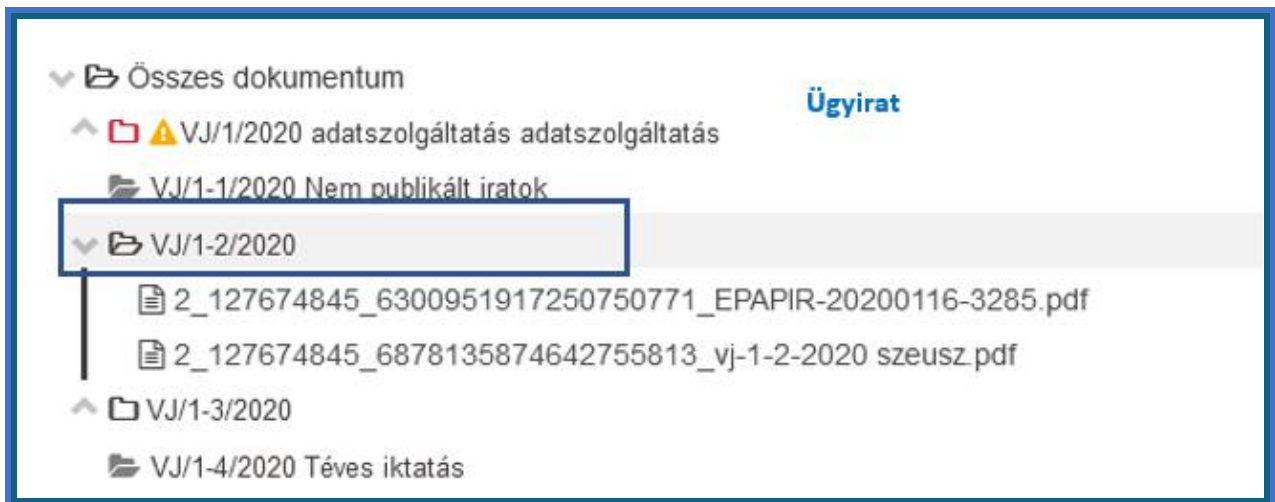 Összes dokumentum
Ügyirat
VJ/1/2020 adatszolgáltatás adatszolgáltatás
VJ/1-1/2020 Nem publikált iratok
VJ/1-2/2020
2_127674845_6300951917250750771_EPAPIR-20200116-3285.pdf
2_127674845_6878135874642755813_vj-1-2-2020 szeusz.pdf
VJ/1-3/2020
VJ/1-4/2020 Téves iktatás